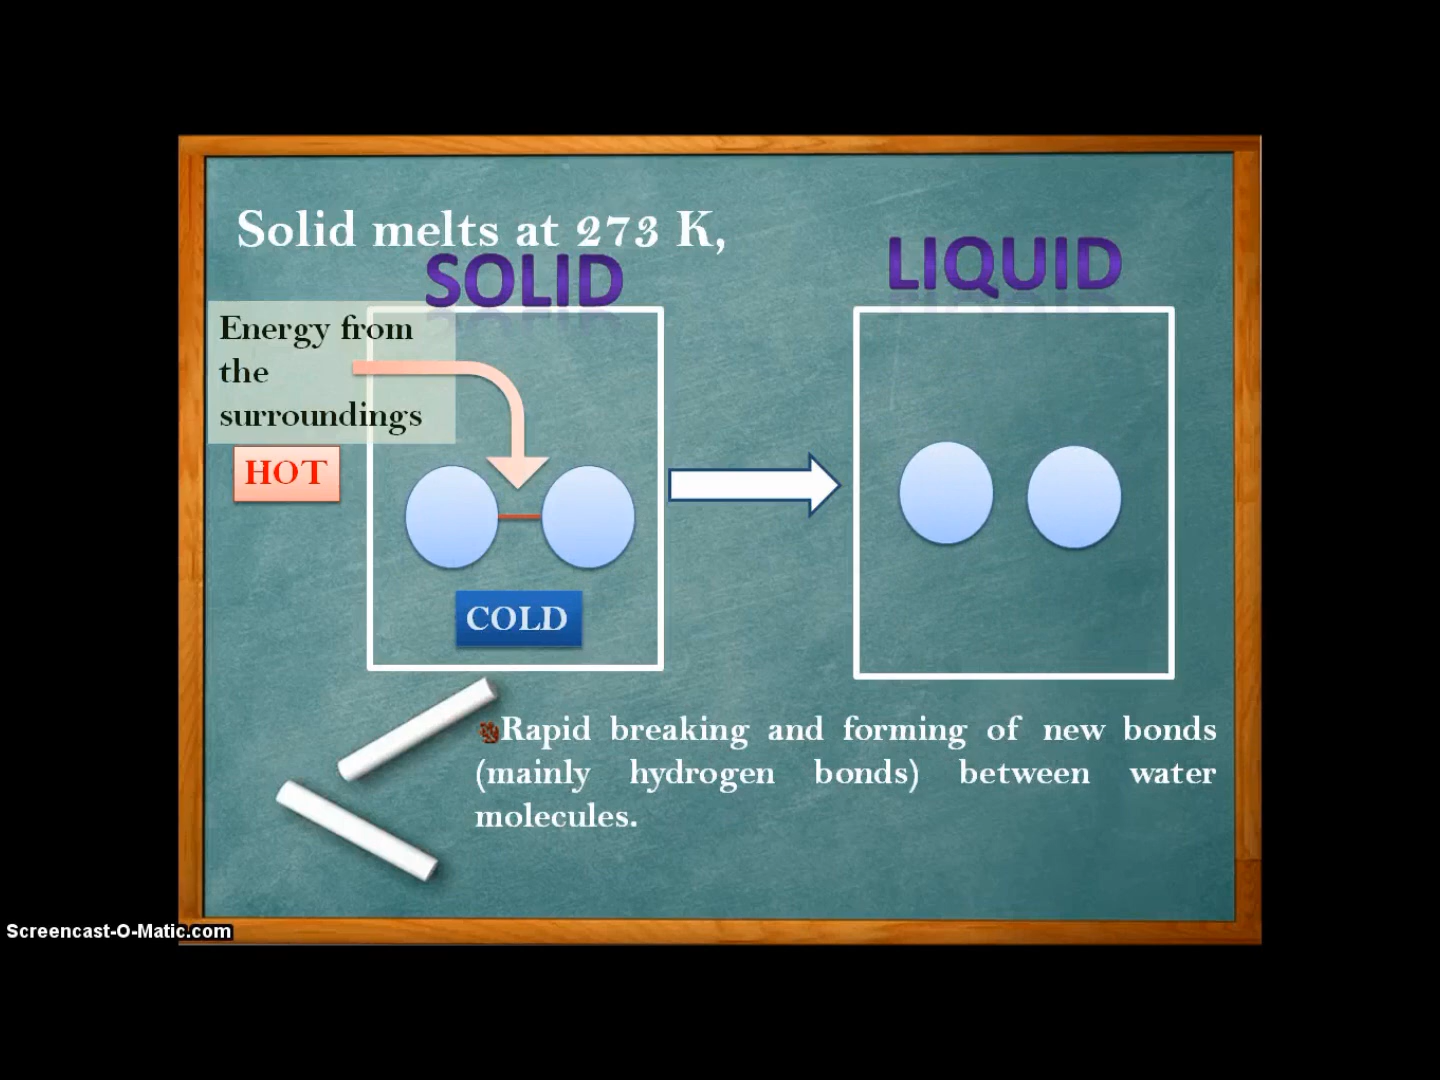 Solid melts at 273 K,
SOLID
LIQUID
Energy from
the
surroundings
HOT
COLD
Rapid breaking and forming of new bonds
(mainly hydrogen bonds) between water
molecules.
Screencast-O-Matic.com